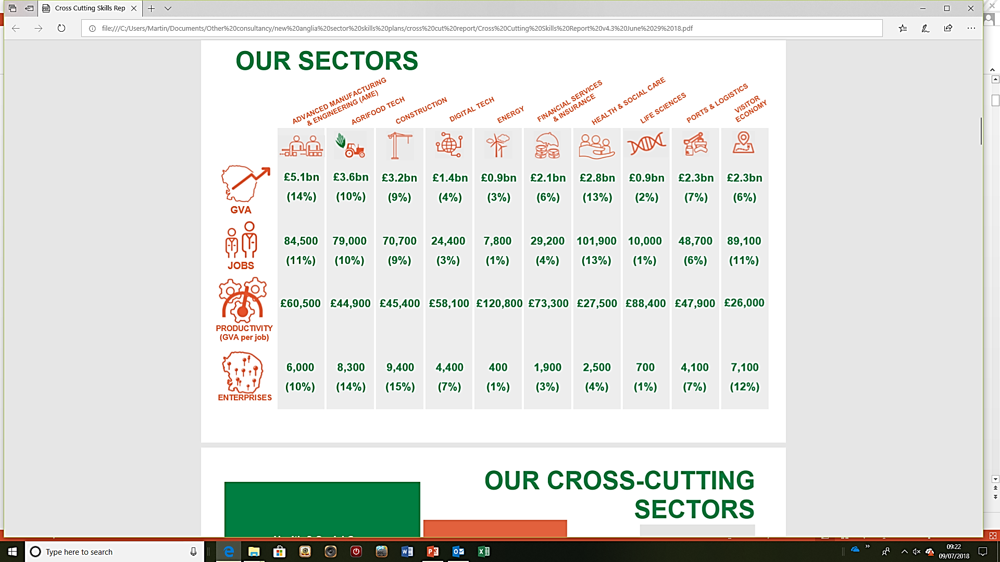 Cross Cutting Skills Rep
file:///C:/Users/Martin/Documents/Other%20consultancy/new%20anglia%20sector%20skills%20plans/cross%20cut%20report/Cross%20Cutting%20Skills%20Report%20v4.3%20June%2029%2018.pdf
OUR SECTORS
ADVANCED MANUFACTURING
& ENGINEERING (AME)
AGRIFOOD TECH
CONSTRUCTION
DIGITAL TECH
ENERGY
FINANCIAL SERVICES
& INSURANCE
HEALTH & SOCIAL CARE
LIFE SCIENCES
PORTS & LOGISTICS
VISITOR
ECONOMY
£5.1bn £3.6bn £3.2bn £1.4bn £0.9bn £2.1bn £2.8bn £0.9bn £2.3bn £2.3bn
(14%) (10%) (9%) (4%) (3%) (6%) (13%) (2%) (7%) (6%)
GVA
84,500 79,000 70,700 24,400 7,800 29,200 101,900 10,000 48,700 89,100
(11%) (10%) (9%) (3%) (1%) (4%) (13%) (1%) (6%) (11%)
JOBS
£60,500 £44,900 £45,400 £58,100 £120,800 £73,300 £27,500 £88,400 £47,900 £26,000
PRODUCTIVITY
(GVA per job)
6,000 8,300 9,400 4,400 400 1,900 2,500 700 4,100 7,100
(10%) (14%) (15%) (7%) (1%) (3%) (4%) (1%) (7%) (12%)
ENTERPRISES
OUR CROSS-CUTTING
SECTORS
Type here to search
09:22
09/07/2018